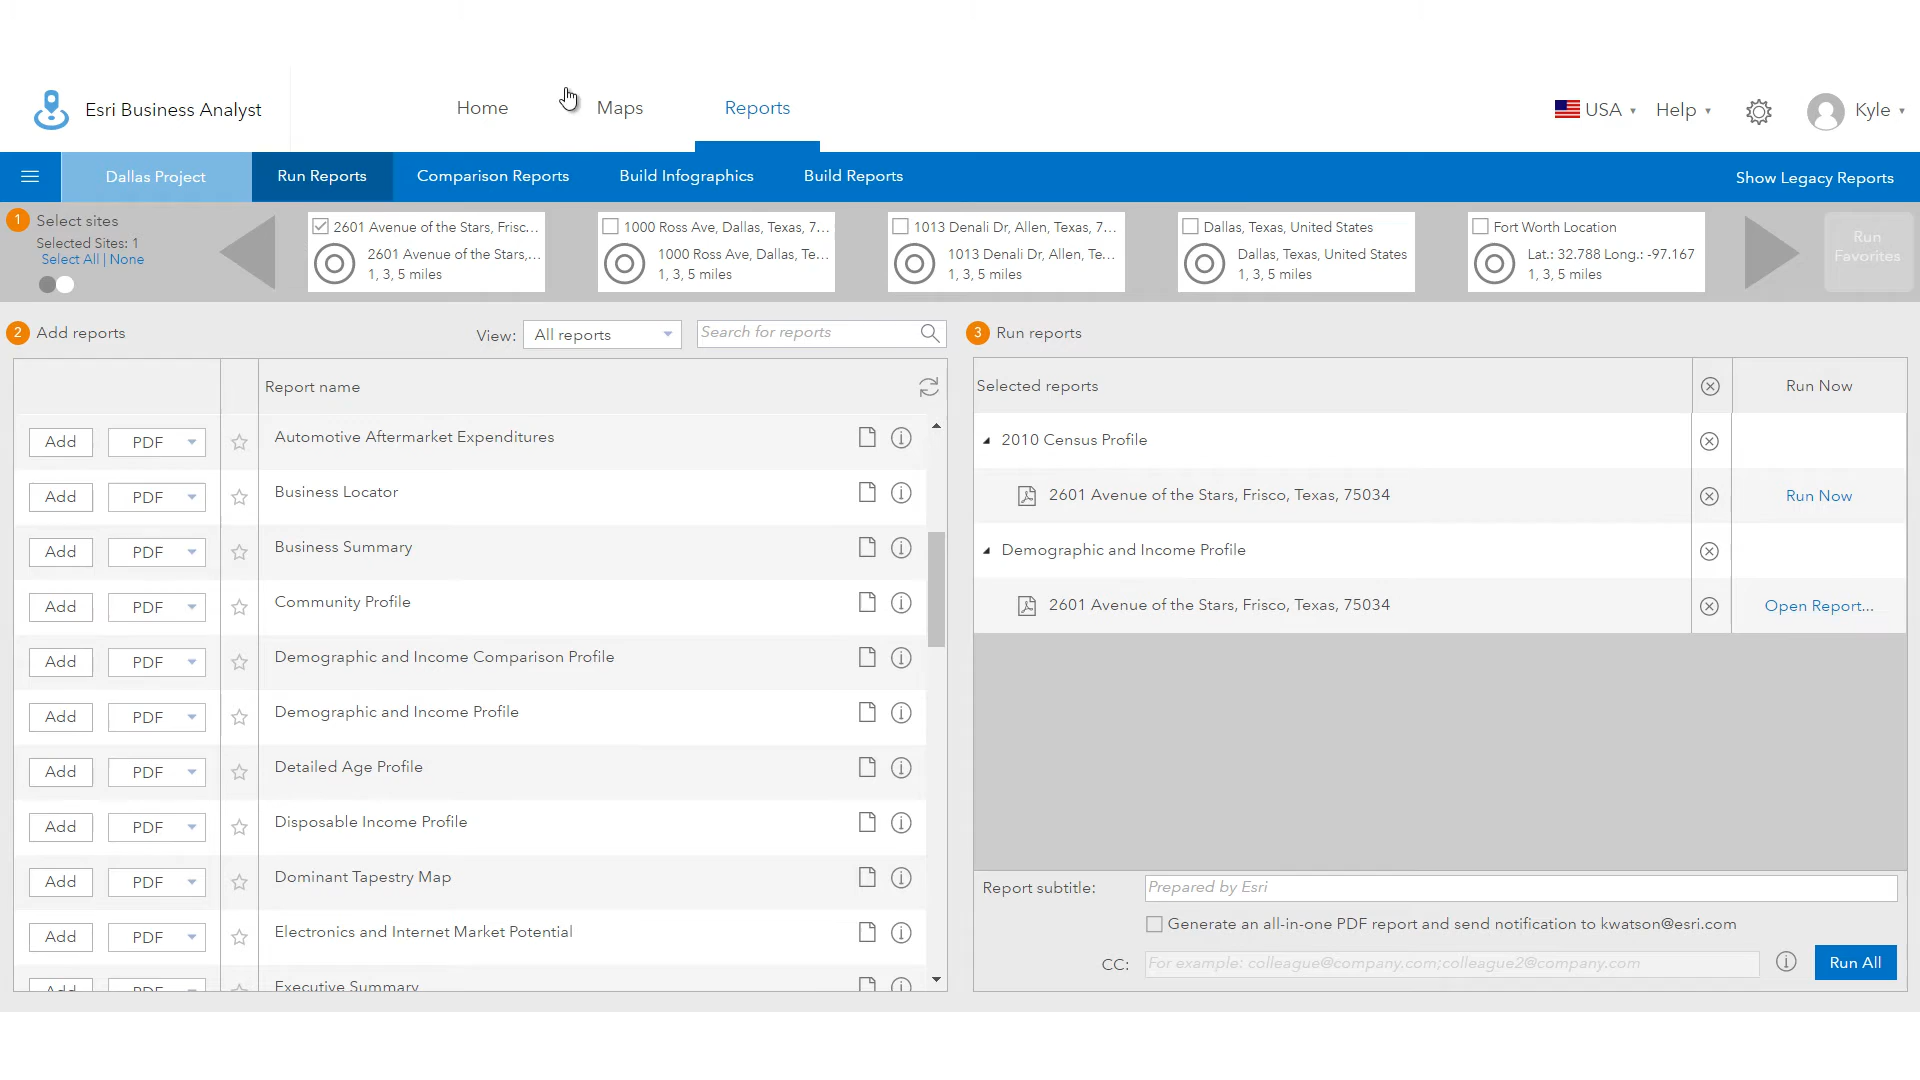 Esri Business Analyst
Home
Maps
Reports
USA
Help
Kyle
Dallas Project
Run Reports
Comparison Reports
Build Infographics
Build Reports
Show Legacy Reports
1
Select sites
Selected Sites: 1
Select All | None
2601 Avenue of the Stars, Frisc...
2601 Avenue of the Stars,...
1, 3, 5 miles
1000 Ross Ave, Dallas, Texas, 7...
1000 Ross Ave, Dallas, Te...
1, 3, 5 miles
1013 Denali Dr, Allen, Texas, 7...
1013 Denali Dr, Allen, Te...
1, 3, 5 miles
Dallas, Texas, United States
Dallas, Texas, United States
1, 3, 5 miles
Fort Worth Location
Lat.: 32.788 Long.: -97.167
1, 3, 5 miles
Run
Favorites
2
Add reports
View:
All reports
Search for reports
Report name
Add
PDF
Automotive Aftermarket Expenditures
Add
PDF
Business Locator
Add
PDF
Business Summary
Add
PDF
Community Profile
Add
PDF
Demographic and Income Comparison Profile
Add
PDF
Demographic and Income Profile
Add
PDF
Detailed Age Profile
Add
PDF
Disposable Income Profile
Add
PDF
Dominant Tapestry Map
Add
PDF
Electronics and Internet Market Potential
Add
PDF
Executive Summary
3
Run reports
Selected reports
Run Now
2010 Census Profile
2601 Avenue of the Stars, Frisco, Texas, 75034
Run Now
Demographic and Income Profile
2601 Avenue of the Stars, Frisco, Texas, 75034
Open Report...
Report subtitle:
Prepared by Esri
Generate an all-in-one PDF report and send notification to kwatson@esri.com
CC:
For example: colleague@company.com;colleague2@company.com
Run All